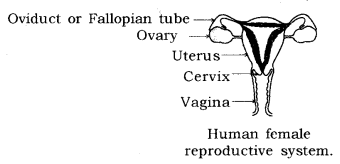 Oviduct or Fallopian tube
Ovary
Uterus
Cervix
Vagina
Human female
reproductive system.